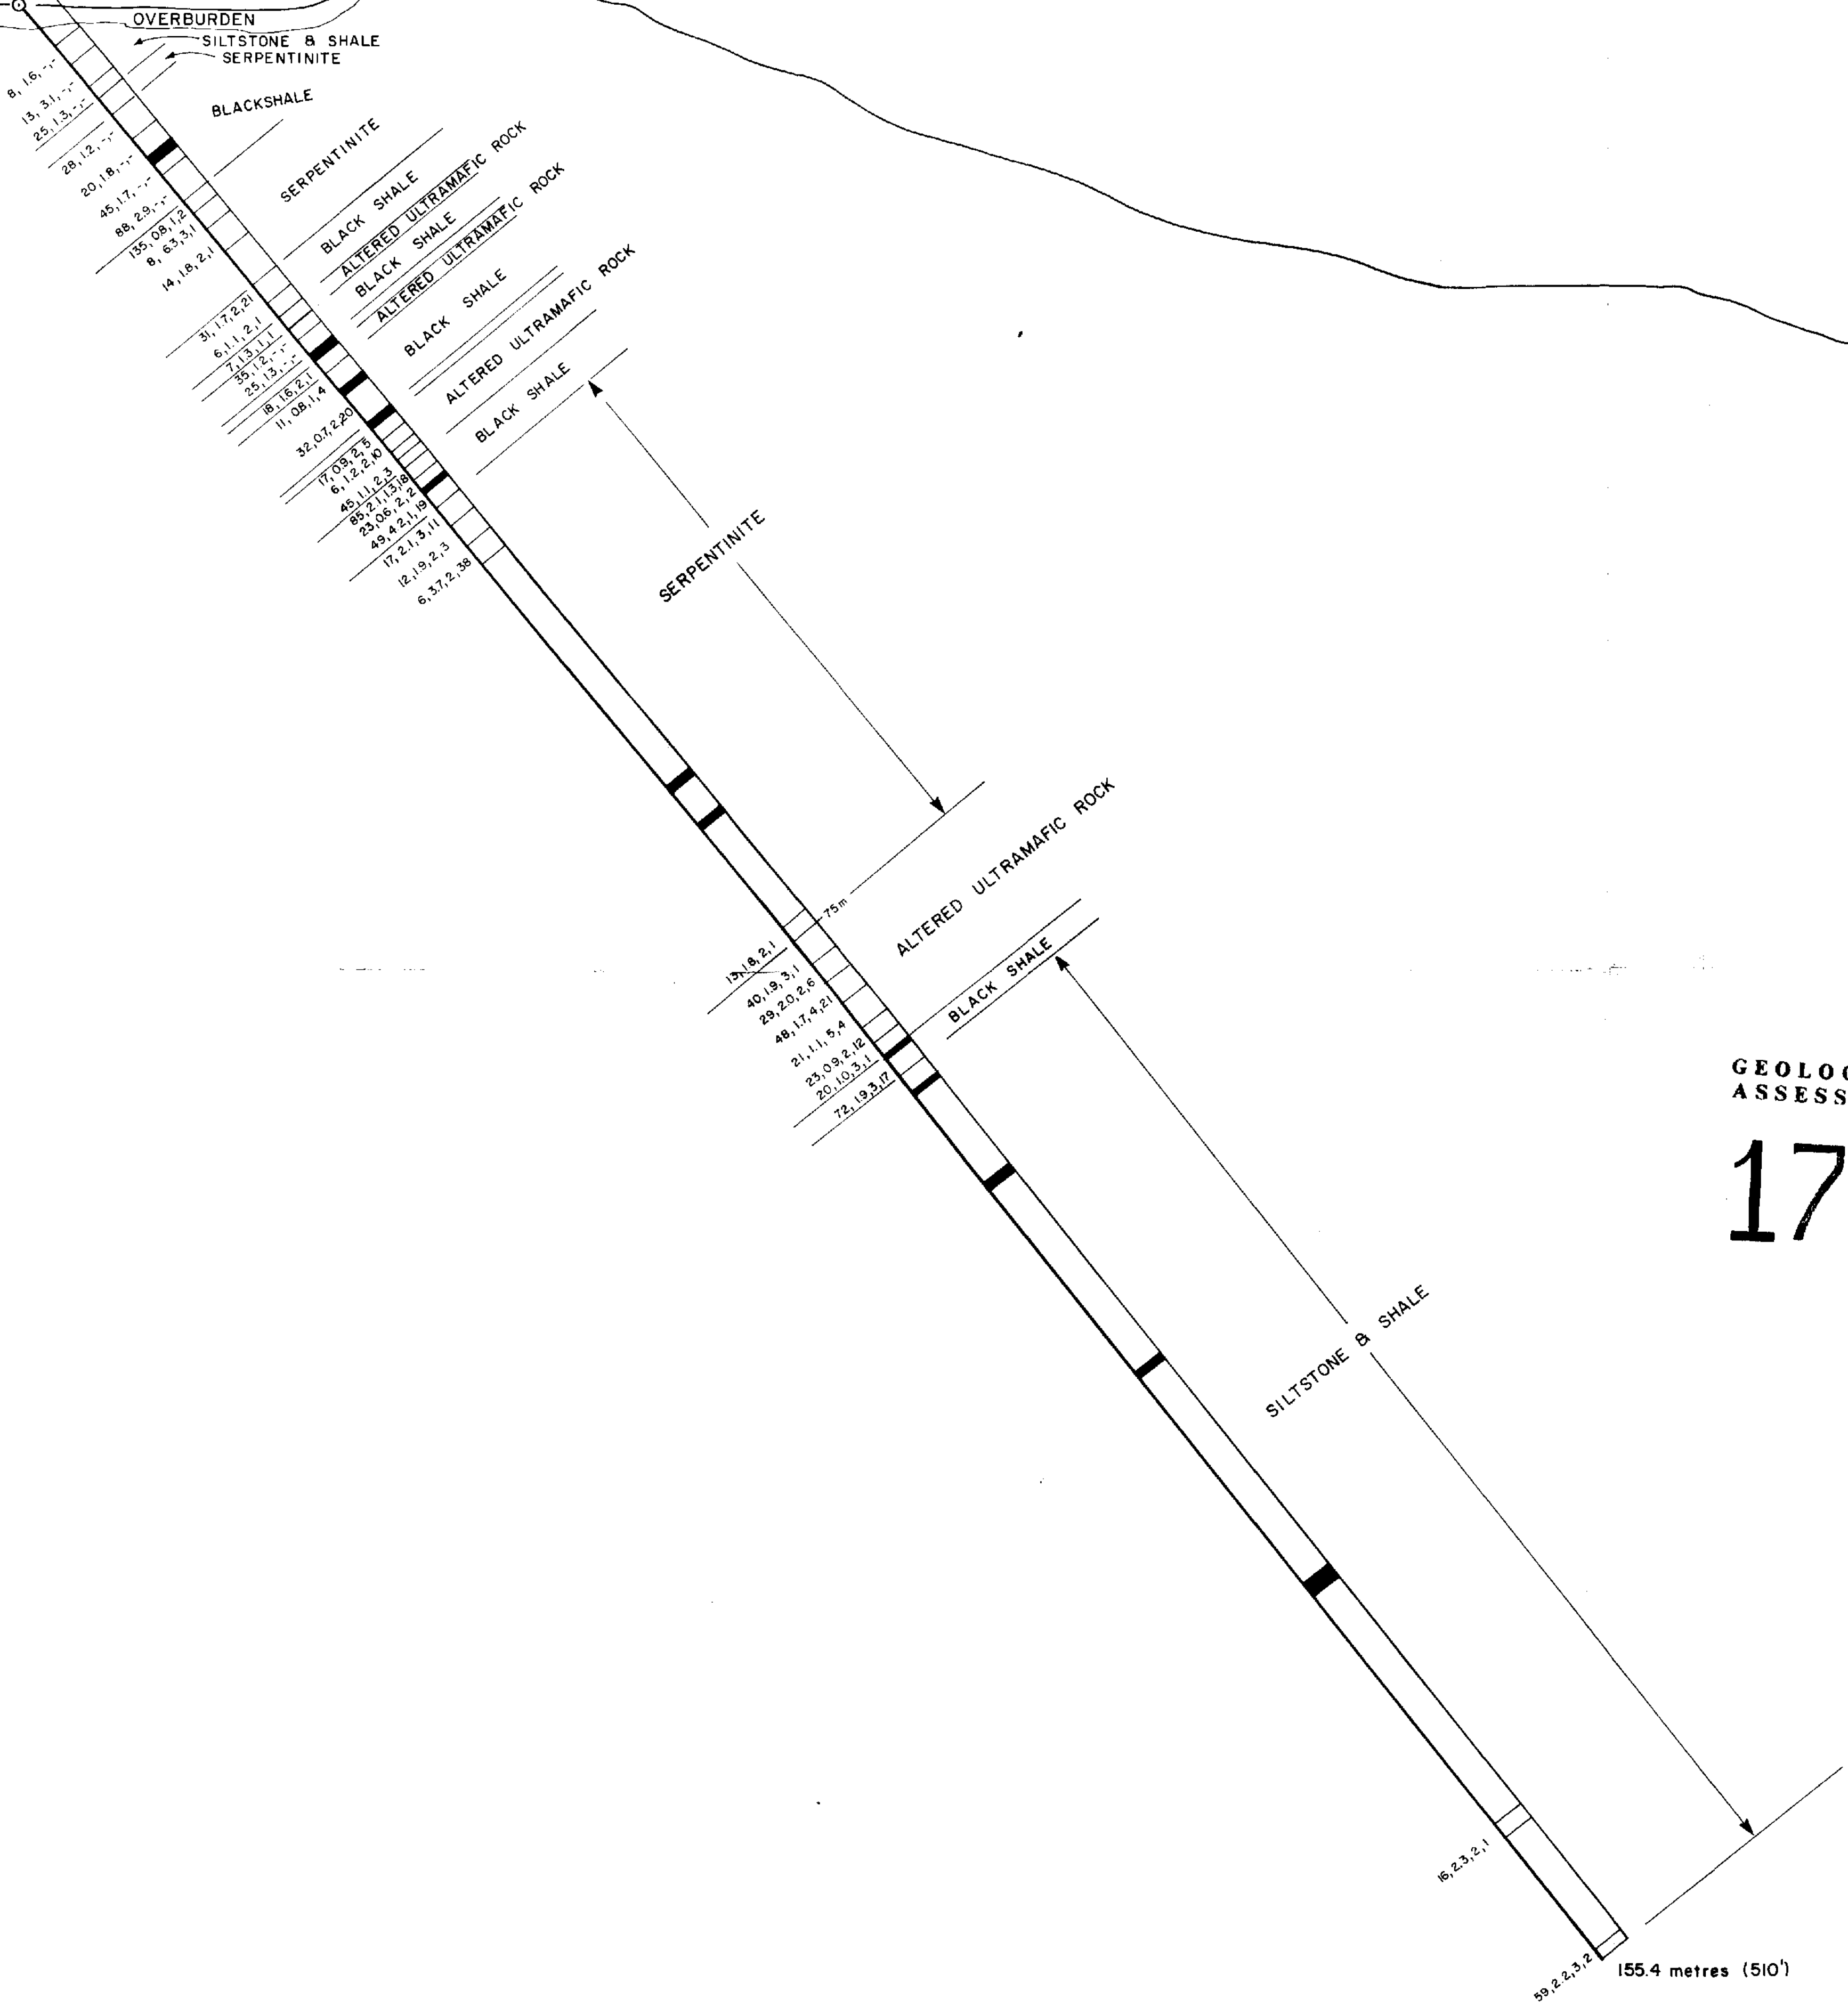 OVERBURDEN
SILTSTONE & SHALE
SERPENTINITE
BLACKSHALE
SERPENTINITE
BLACK SHALE
ALTERED ULTRAMAFIC ROCK
BLACK SHALE
ALTERED ULTRAMAFIC ROCK
BLACK SHALE
ALTERED ULTRAMAFIC ROCK
BLACK SHALE
SERPENTINITE
75m
ALTERED ULTRAMAFIC ROCK
BLACK SHALE
SILTSTONE & SHALE
8, 1.6, -,-
13, 3.1, -,-
25, 1.3, -,-
28, 1.2, -,-
20, 1.8, -,-
45, 1.7, -,-
88, 2.9, -,-
135, 0.8, 1, 2
8, 6.3, 3, 1
14, 1.8, 2, 1
31, 1.7, 2, 21
6, 1.1, 2, 1
7, 1.3, 1, 1
35, 1.2, -,-
25, 1.3, -,-
18, 1.6, 2, 1
11, 0.8, 1, 4
32, 0.7, 2, 20
17, 0.9, 2, 5
6, 1.2, 2, 10
45, 1.1, 2, 3
85, 2.1, 13, 18
23, 0.6, 2, 2
49, 4.2, 1, 19
17, 2.1, 3, 11
12, 1.9, 2, 3
6, 3.7, 2, 38
13, 1.8, 2, 1
40, 1.9, 3, 1
29, 2.0, 2, 6
48, 1.7, 4, 21
21, 1.1, 5, 4
23, 0.9, 2, 12
20, 1.0, 3, 1
72, 1.9, 3, 17
16, 2.3, 2, 1
59, 2.2, 3, 2
155.4 metres (510')
GEOLOG
ASSESS
17